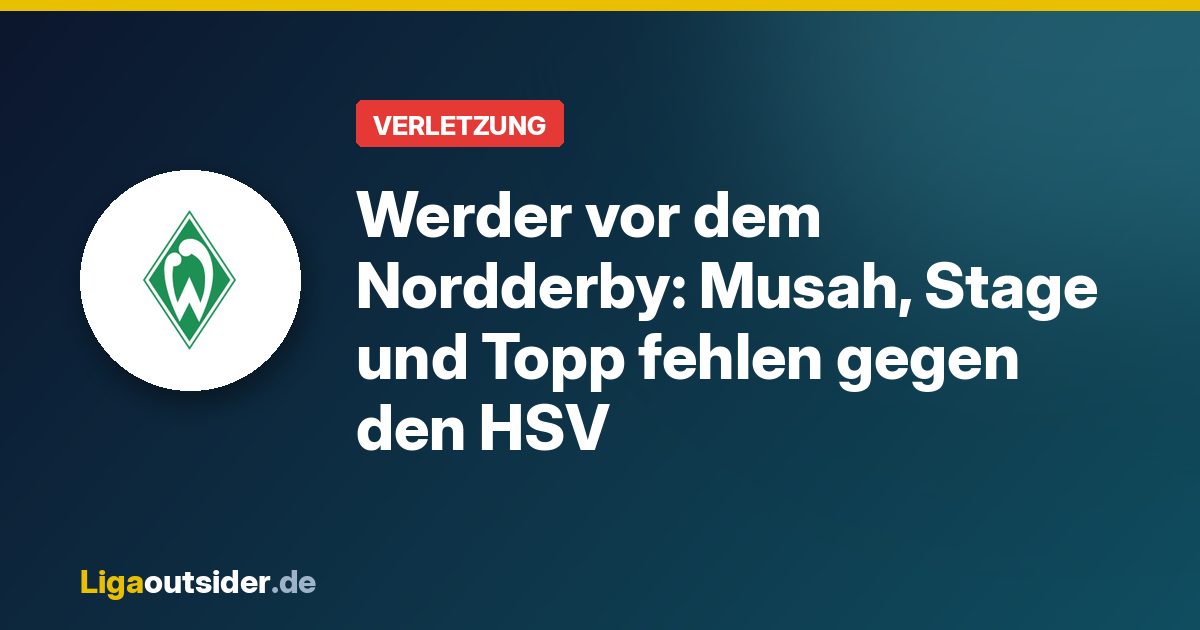 VERLETZUNG
Werder vor dem
Nordderby: Musah, Stage
und Topp fehlen gegen
den HSV
Ligaoutsider.de